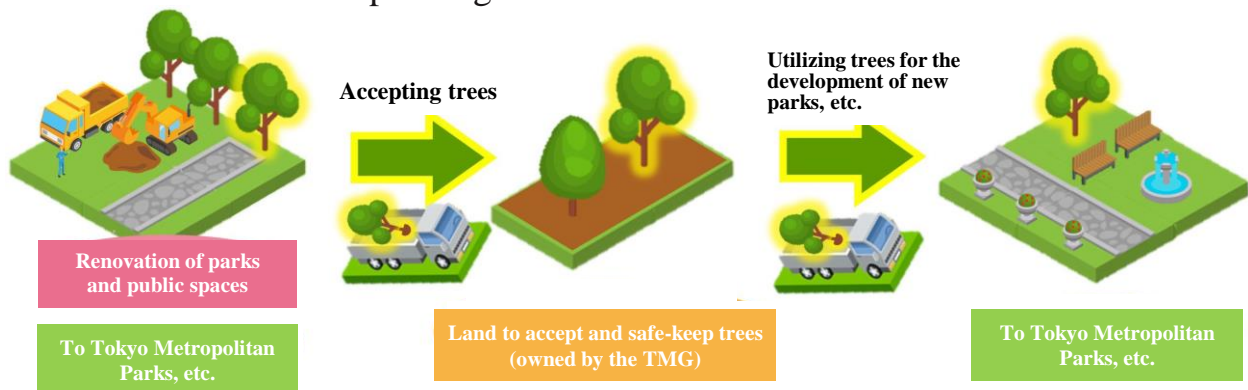 Accepting trees
Utilizing trees for the
development of new
parks, etc.
Renovation of parks
and public spaces
To Tokyo Metropolitan
Parks, etc.
Land to accept and safe-keep trees
(owned by the TMG)
To Tokyo Metropolitan
Parks, etc.